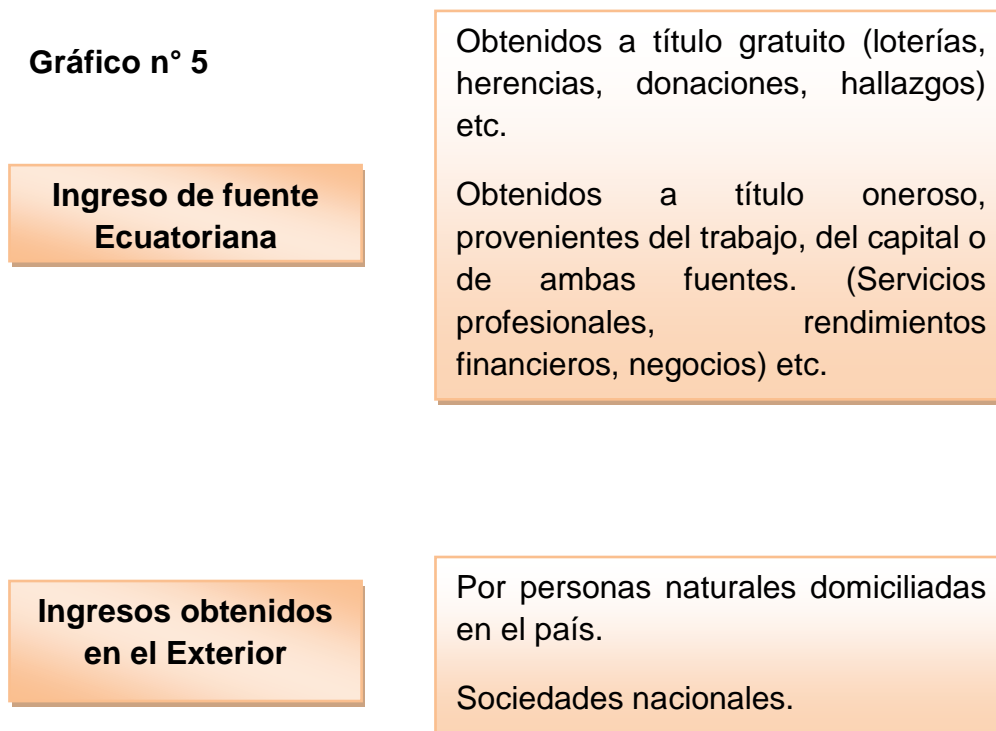 Gráfico n° 5
Ingreso de fuente
Ecuatoriana
Obtenidos a título gratuito (loterías,
herencias, donaciones, hallazgos)
etc.
Obtenidos a título oneroso,
provenientes del trabajo, del capital o
de ambas fuentes. (Servicios
profesionales, rendimientos
financieros, negocios) etc.
Ingresos obtenidos
en el Exterior
Por personas naturales domiciliadas
en el país.
Sociedades nacionales.